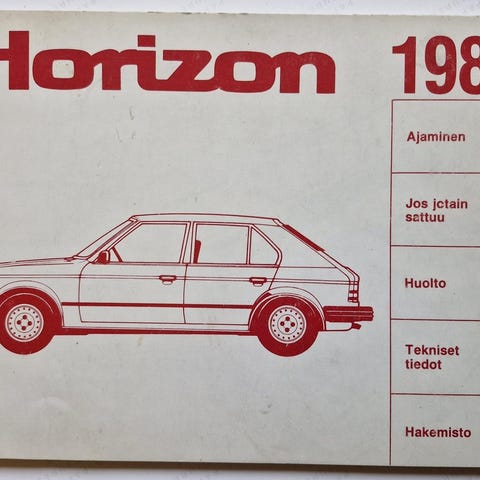 Horizon 198
Ajaminen
Jos jotain
sattuu
Huolto
Tekniset
tiedot
Hakemisto